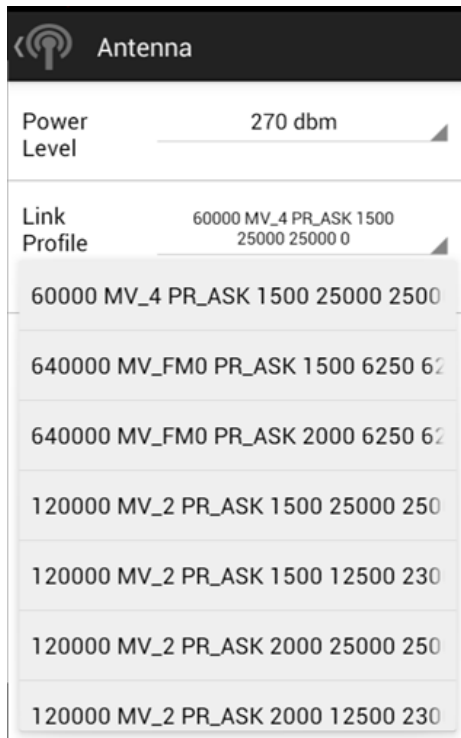 Antenna
Power 270 dbm
Level
Link 60000 MV_4 PR_ASK 1500
Profile 25000 25000 0
60000 MV_4 PR_ASK 1500 25000 2500
640000 MV_FM0 PR_ASK 1500 6250 62
640000 MV_FM0 PR_ASK 2000 6250 62
120000 MV_2 PR_ASK 1500 25000 250
120000 MV_2 PR_ASK 1500 12500 230
120000 MV_2 PR_ASK 2000 25000 250
120000 MV_2 PR_ASK 2000 12500 230